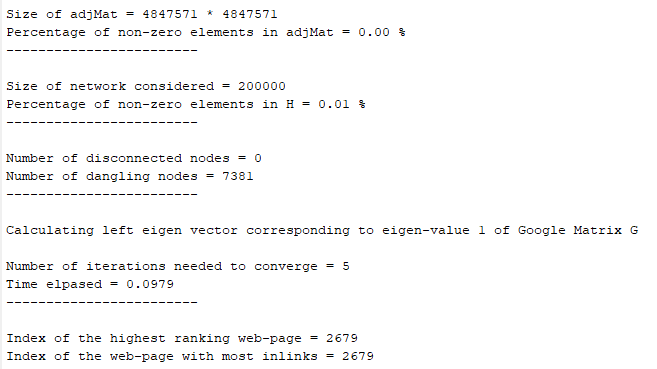 Size of adjMat = 4847571 * 4847571
Percentage of non-zero elements in adjMat = 0.00 %
------------------------
Size of network considered = 200000
Percentage of non-zero elements in H = 0.01 %
------------------------
Number of disconnected nodes = 0
Number of dangling nodes = 7381
------------------------
Calculating left eigen vector corresponding to eigen-value 1 of Google Matrix G
Number of iterations needed to converge = 5
Time elpased = 0.0979
------------------------
Index of the highest ranking web-page = 2679
Index of the web-page with most inlinks = 2679